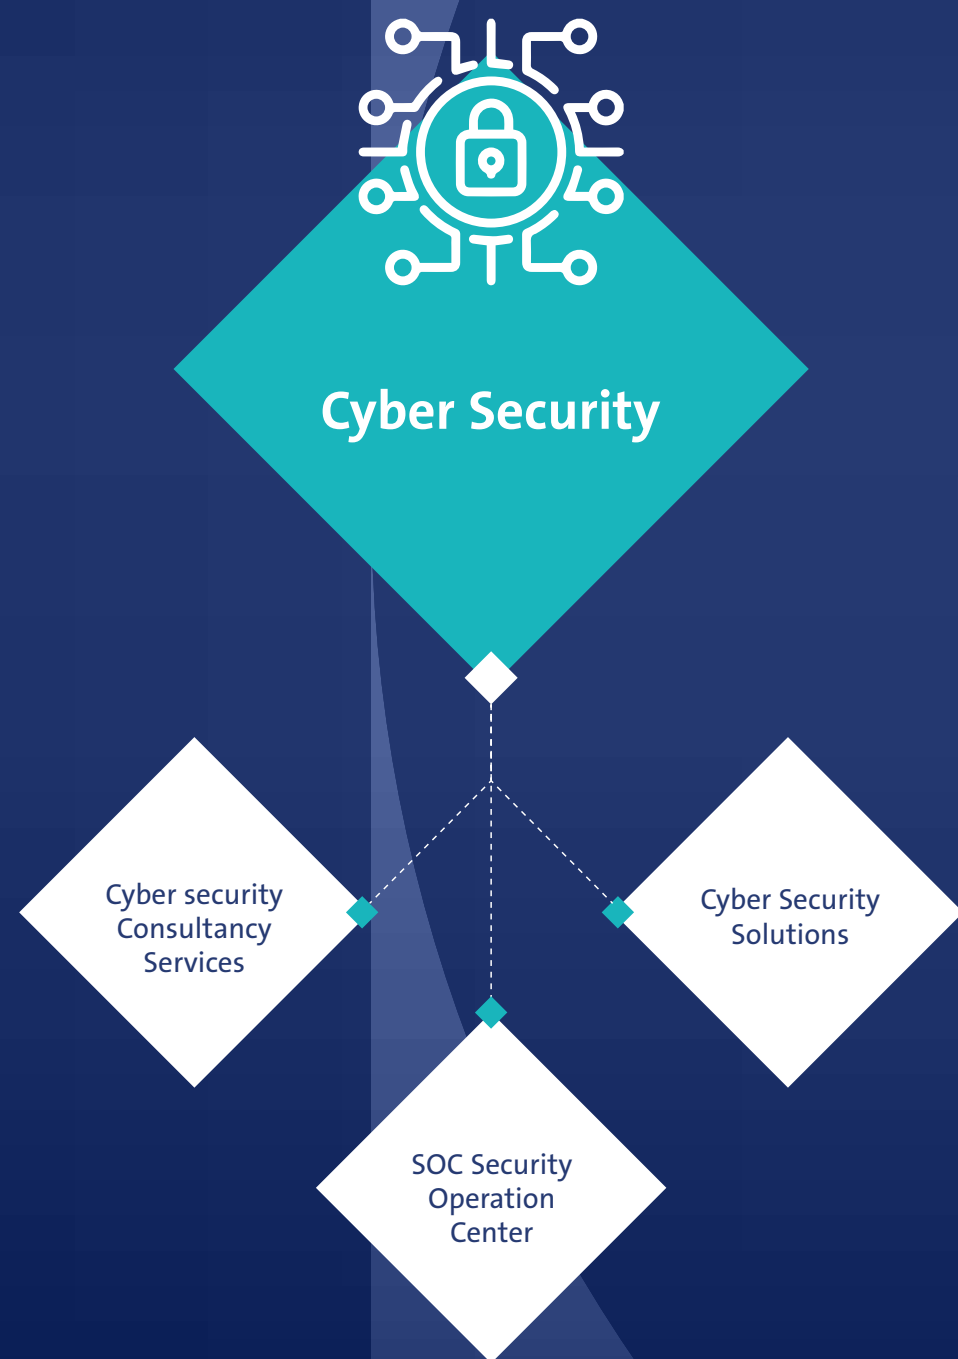 Cyber Security
Cyber security
Consultancy
Services
Cyber Security
Solutions
SOC Security
Operation
Center